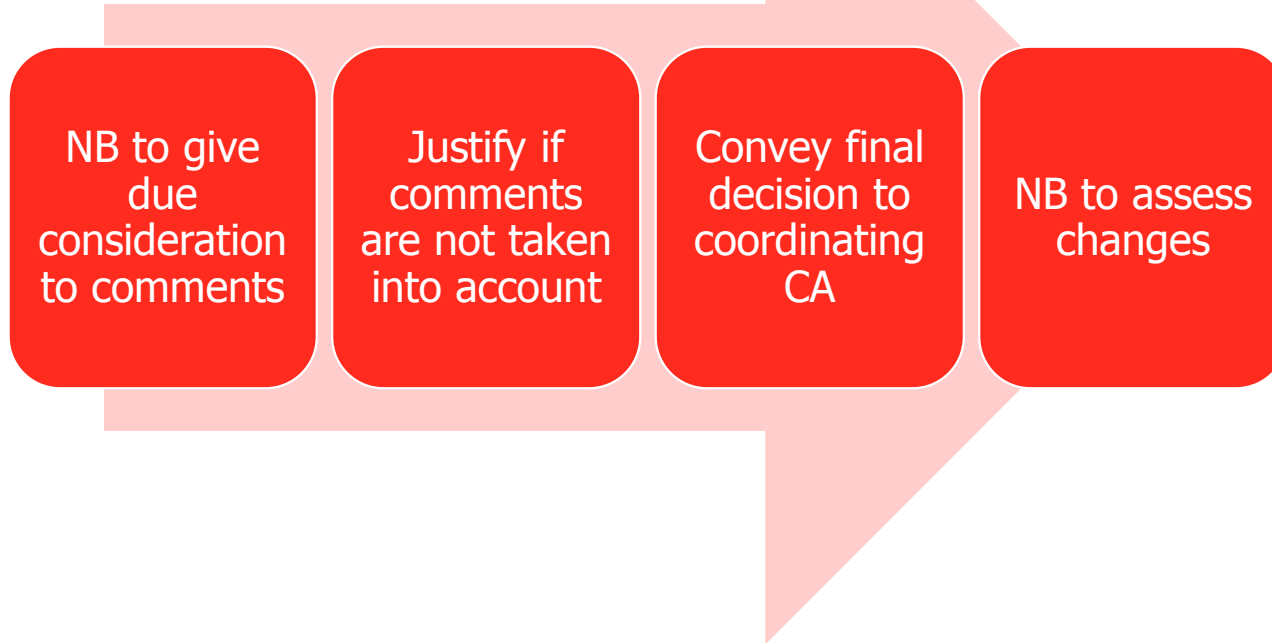 NB to give
due
consideration
to comments
Justify if
comments
are not taken
into account
Convey final
decision to
coordinating
CA
NB to assess
changes